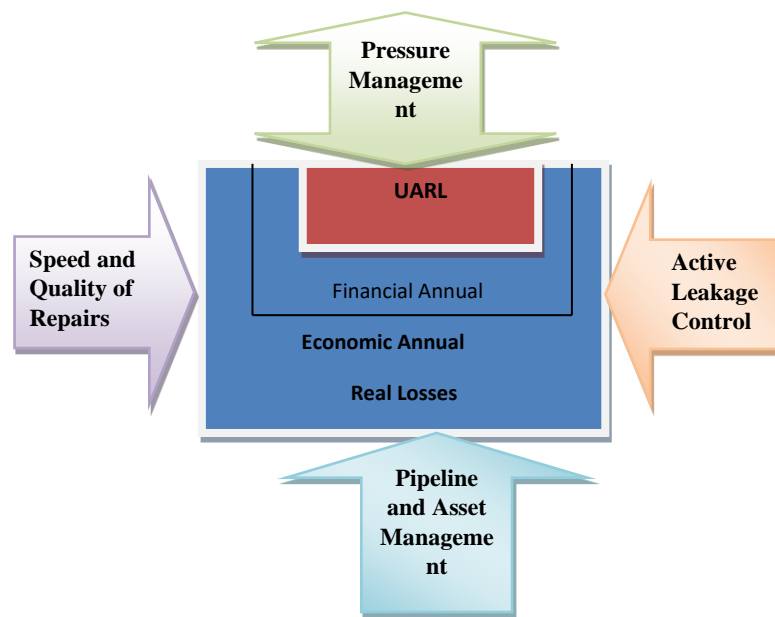 Pressure
Manageme
nt
UARL
Speed and
Quality of
Repairs
Active
Leakage
Control
Financial Annual
Economic Annual
Real Losses
Pipeline
and Asset
Manageme
nt